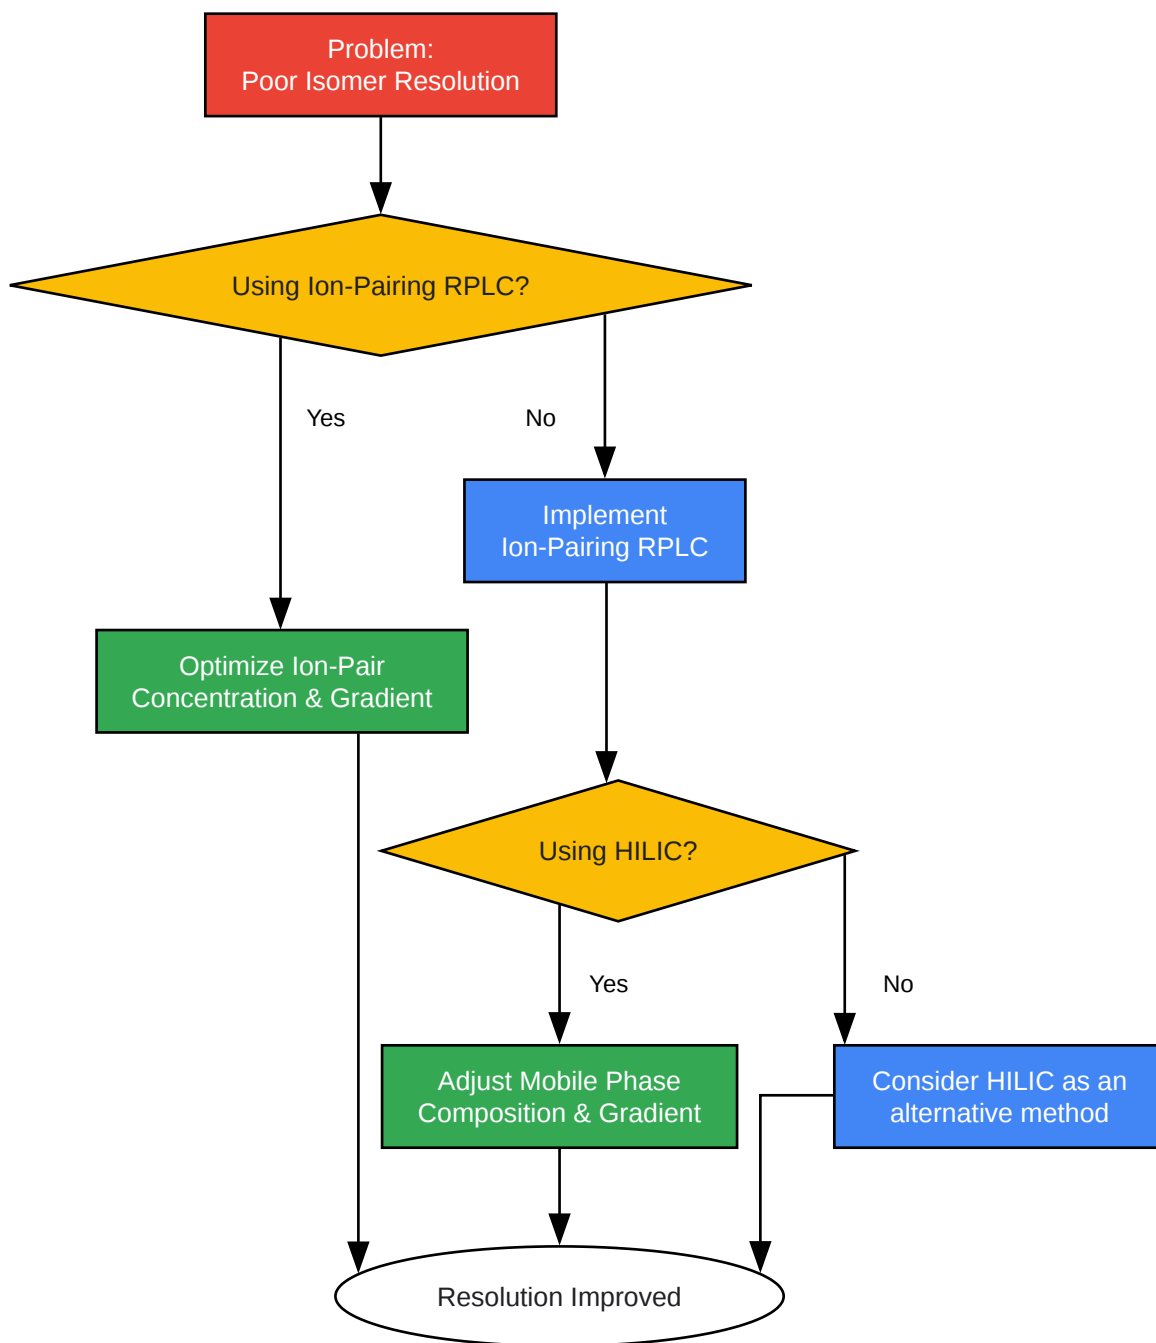 Problem:
Poor Isomer Resolution
Using Ion-Pairing RPLC?
Yes
No
Implement
Ion-Pairing RPLC
Optimize Ion-Pair
Concentration & Gradient
Using HILIC?
Yes
No
Adjust Mobile Phase
Composition & Gradient
Consider HILIC as an
alternative method
Resolution Improved